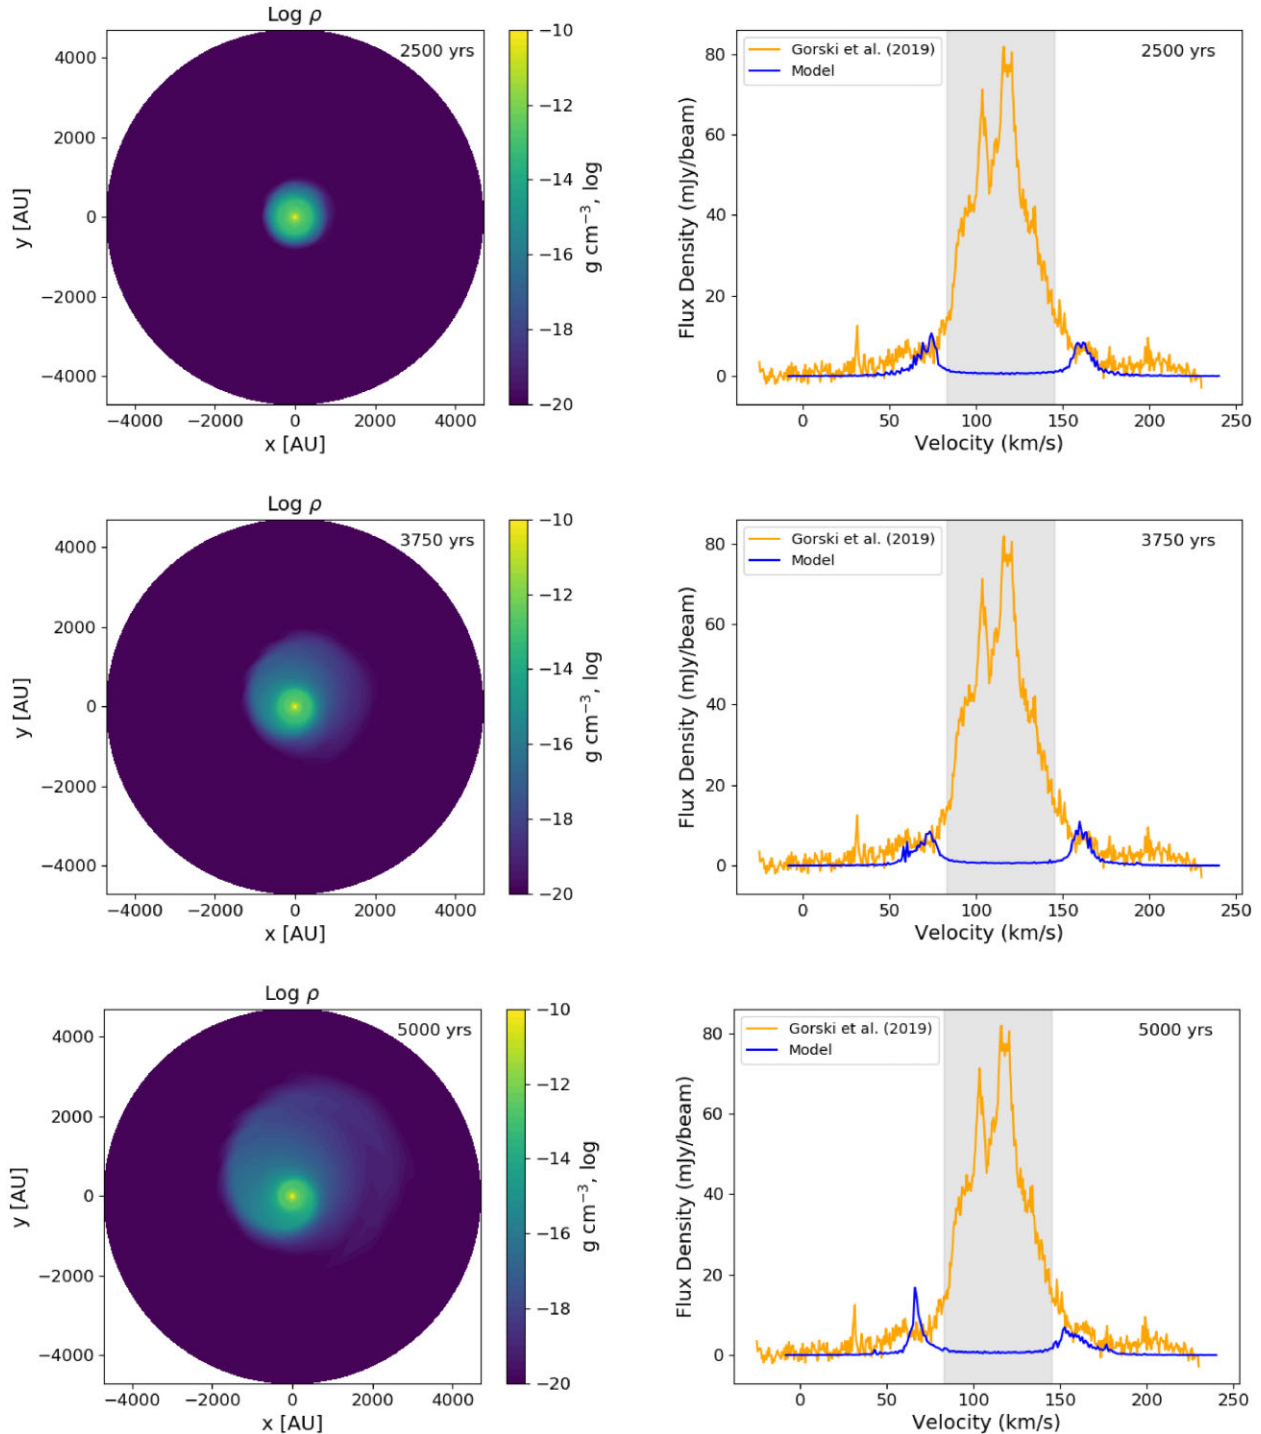 Log ρ
2500 yrs
4000
2000
0
−2000
−4000
y [AU]
−4000 −2000 0 2000 4000
x [AU]
−10
−12
−14
−16
−18
−20
g cm⁻³, log
Gorski et al. (2019)
Model
2500 yrs
80
60
40
20
0
Flux Density (mJy/beam)
0 50 100 150 200 250
Velocity (km/s)
Log ρ
3750 yrs
4000
2000
0
−2000
−4000
y [AU]
−4000 −2000 0 2000 4000
x [AU]
−10
−12
−14
−16
−18
−20
g cm⁻³, log
Gorski et al. (2019)
Model
3750 yrs
80
60
40
20
0
Flux Density (mJy/beam)
0 50 100 150 200 250
Velocity (km/s)
Log ρ
5000 yrs
4000
2000
0
−2000
−4000
y [AU]
−4000 −2000 0 2000 4000
x [AU]
−10
−12
−14
−16
−18
−20
g cm⁻³, log
Gorski et al. (2019)
Model
5000 yrs
80
60
40
20
0
Flux Density (mJy/beam)
0 50 100 150 200 250
Velocity (km/s)